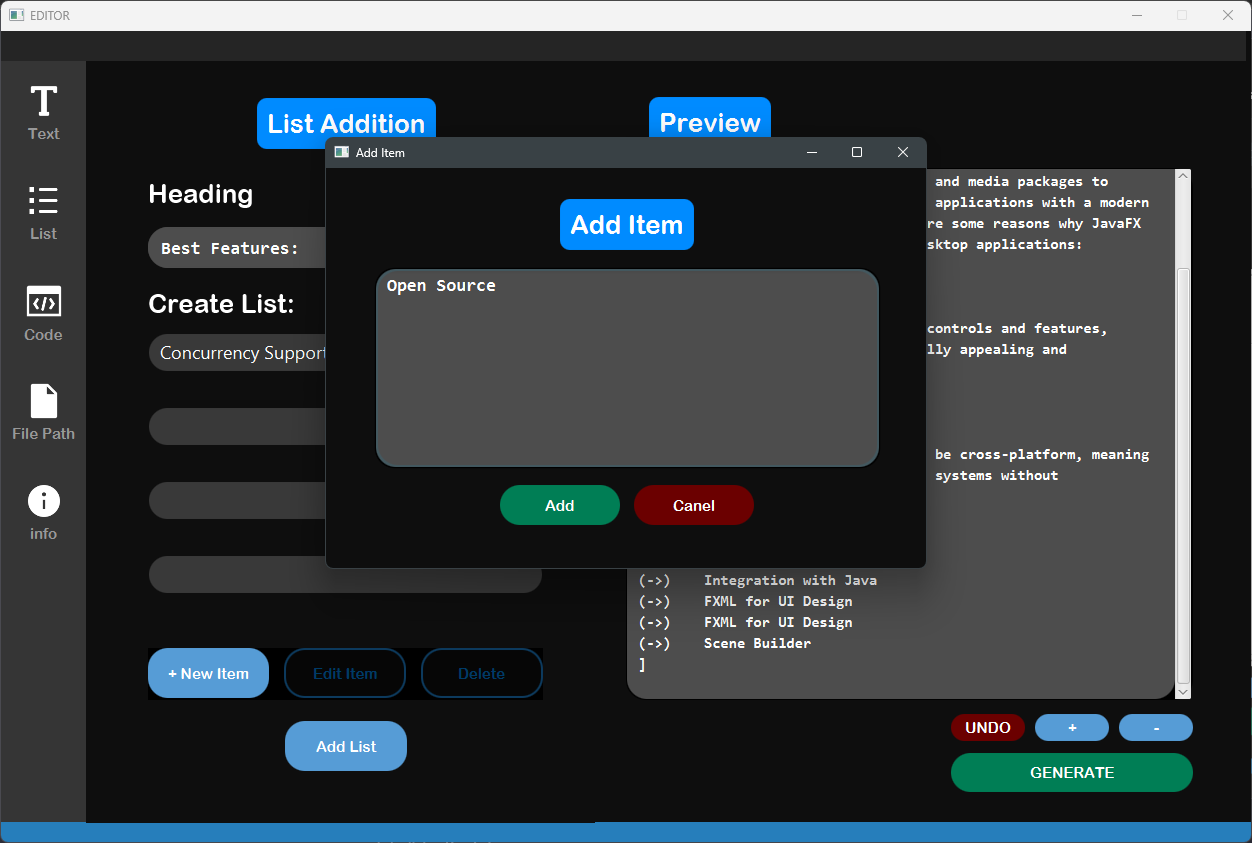 EDITOR
Text
List
Code
File Path
info
List Addition
Heading
Best Features:
Create List:
Concurrency Support
+ New Item
Edit Item
Delete
Add List
Add Item
Add Item
Open Source
Add
Canel
Preview
and media packages to
applications with a modern
re some reasons why JavaFX
sktop applications:
controls and features,
lly appealing and
be cross-platform, meaning
systems without
(->) Integration with Java
(->) FXML for UI Design
(->) FXML for UI Design
(->) Scene Builder
]
UNDO
+
-
GENERATE